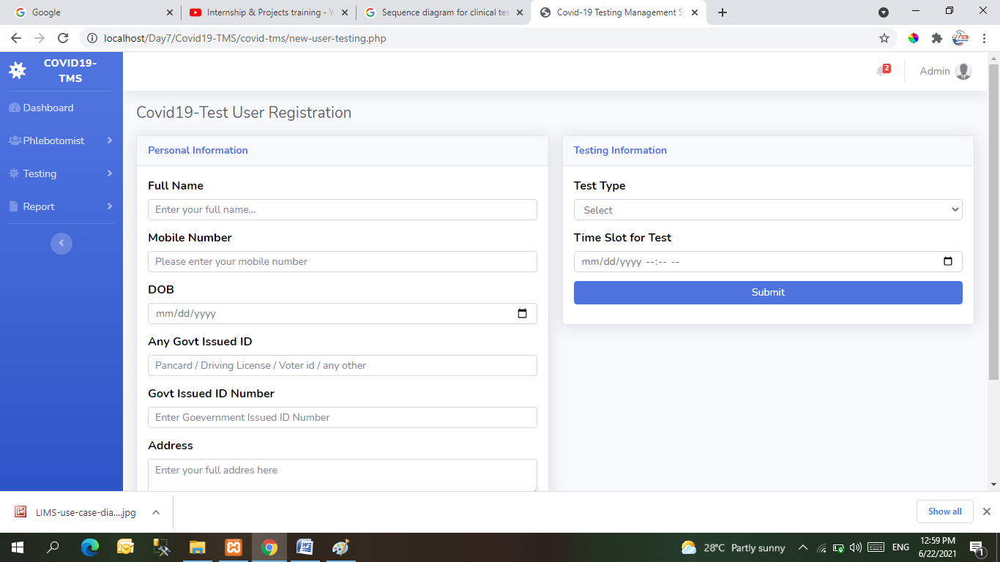 Google
Internship & Projects training - Y
Sequence diagram for clinical tes
Covid-19 Testing Management S
localhost/Day7/Covid19-TMS/covid-tms/new-user-testing.php
COVID19-
TMS
2
Admin
Dashboard
Phlebotomist
Testing
Report
Covid19-Test User Registration
Personal Information
Full Name
Enter your full name...
Mobile Number
Please enter your mobile number
DOB
mm/dd/yyyy
Any Govt Issued ID
Pancard / Driving License / Voter id / any other
Govt Issued ID Number
Enter Goevernment Issued ID Number
Address
Enter your full addres here
Testing Information
Test Type
Select
Time Slot for Test
mm/dd/yyyy --:-- --
Submit
LIMS-use-case-dia....jpg
Show all
28°C Partly sunny
ENG
12:59 PM
6/22/2021
1